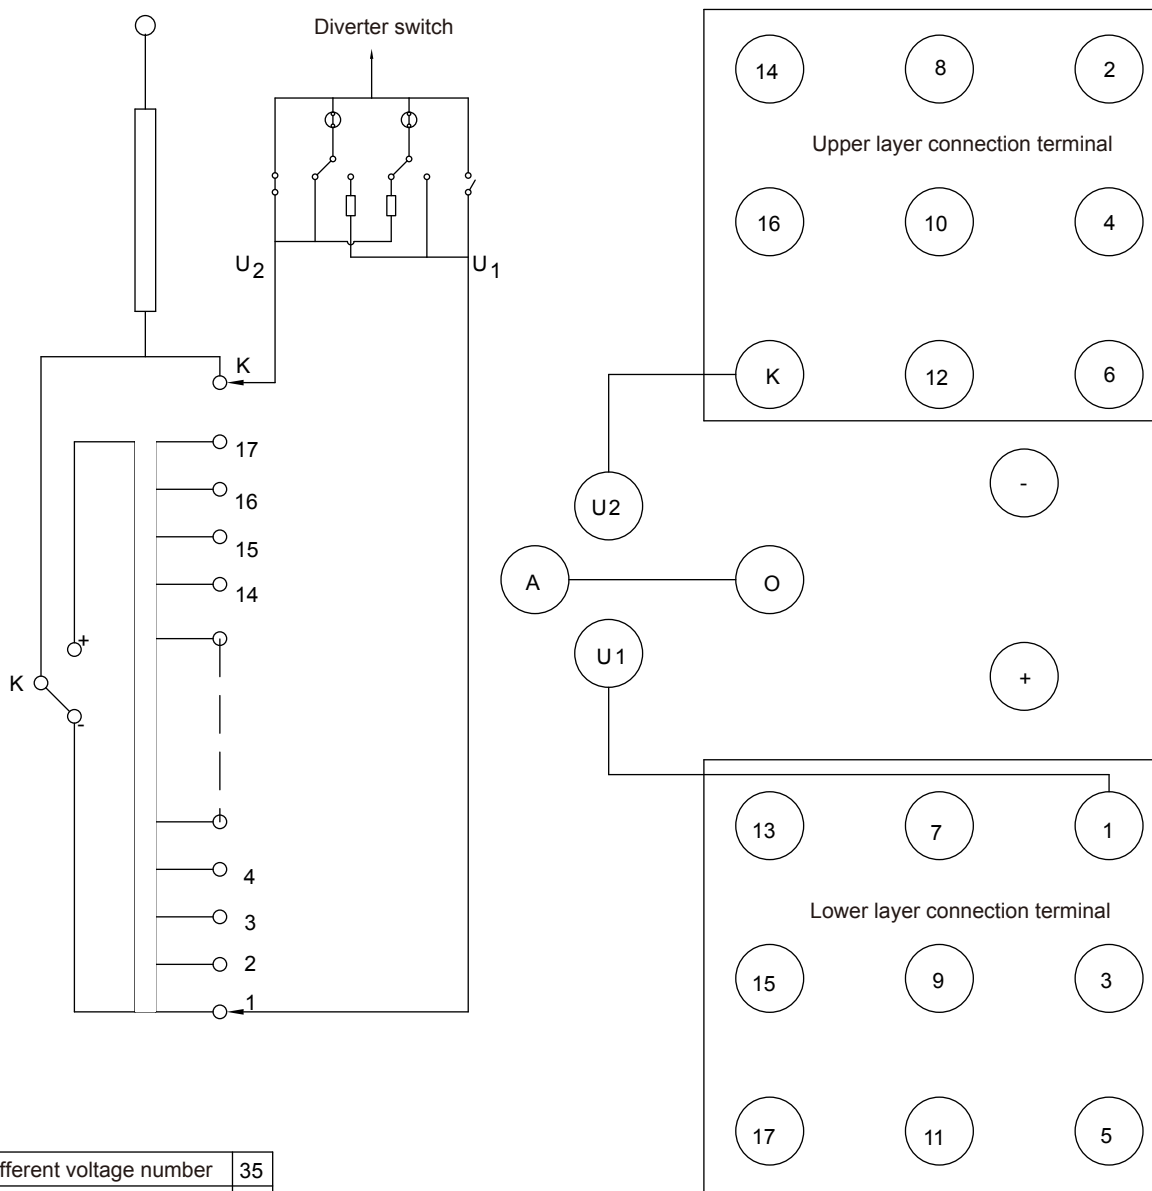 Diverter switch
U2
U1
K
17
16
15
14
+
K
-
4
3
2
1
14
8
2
Upper layer connection terminal
16
10
4
K
12
6
-
U2
A
O
U1
+
13
7
1
Lower layer connection terminal
15
9
3
17
11
5
voltage number 35